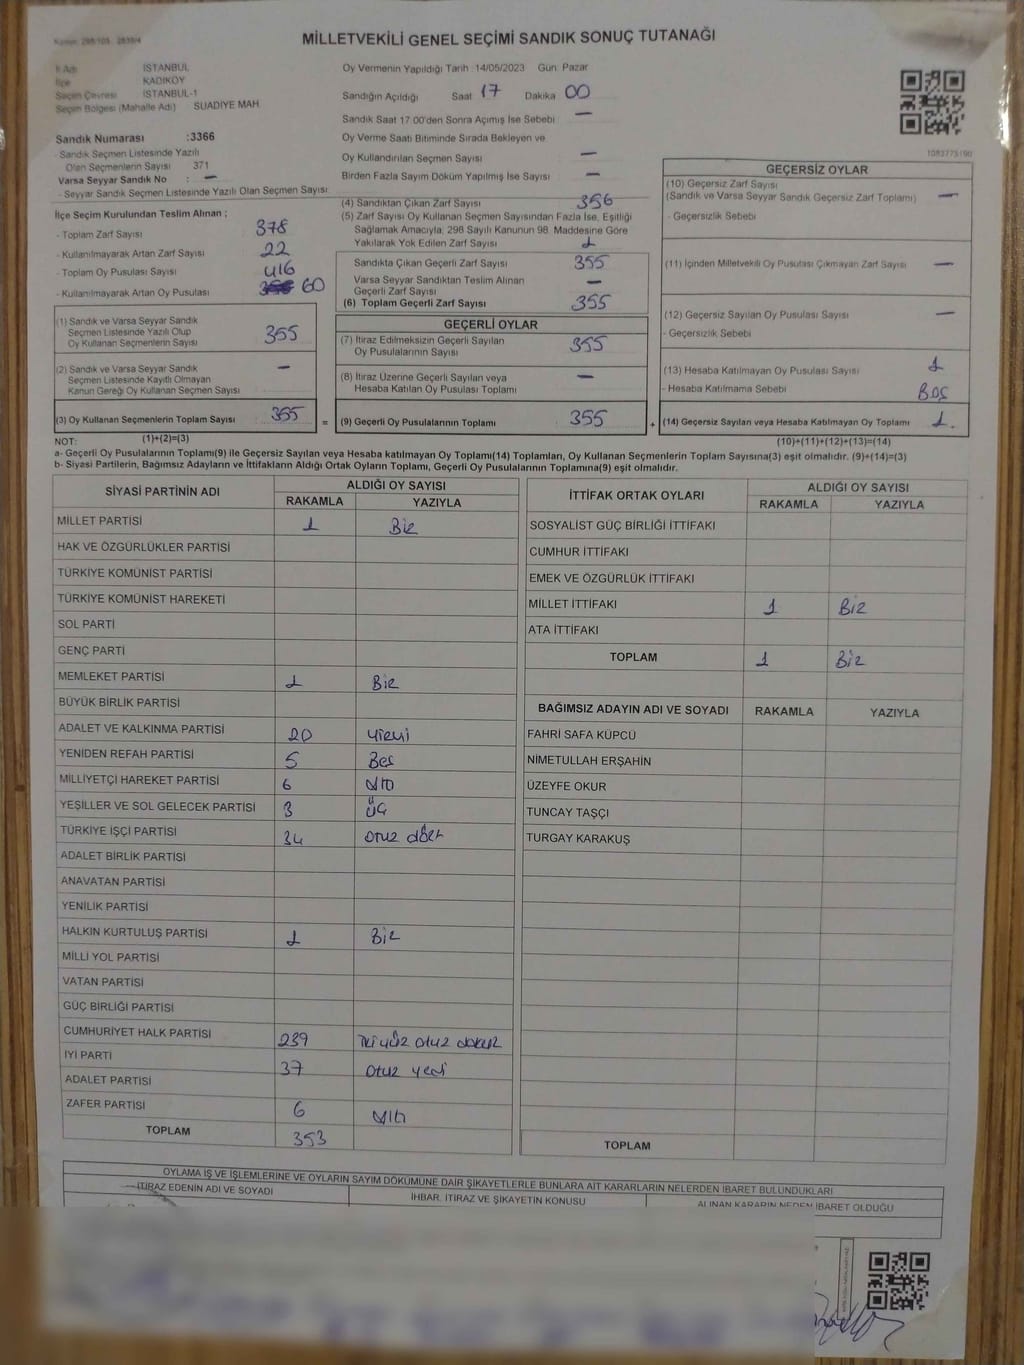 MİLLETVEKİLİ GENEL SEÇİMİ SANDIK SONUÇ TUTANAĞI
İl Adı İSTANBUL
İlçe KADIKÖY
Seçim Çevresi İSTANBUL-1
Seçim Bölgesi (Mahalle Adı) SUADİYE MAH
Sandık Numarası :3366
- Sandık Seçmen Listesinde Yazılı
Olan Seçmenlerin Sayısı 371
Varsa Seyyar Sandık No : —
- Seyyar Sandık Seçmen Listesinde Yazılı Olan Seçmen Sayısı
Oy Vermenin Yapıldığı Tarih :14/05/2023 Gün: Pazar
Sandığın Açıldığı Saat 17 Dakika 00
Sandık Saat 17.00'den Sonra Açımış İse Sebebi —
Oy Verme Saati Bitiminde Sırada Bekleyen ve
Oy Kullandırılan Seçmen Sayısı —
Birden Fazla Sayım Döküm Yapılmış İse Sayısı —
1083775190
İlçe Seçim Kurulundan Teslim Alınan ;
- Toplam Zarf Sayısı 378
- Kullanılmayarak Artan Zarf Sayısı 22
- Toplam Oy Pusulası Sayısı 416
- Kullanılmayarak Artan Oy Pusulası 60
(1) Sandık ve Varsa Seyyar Sandık
Seçmen Listesinde Yazılı Olup
Oy Kullanan Seçmenlerin Sayısı 355
(2) Sandık ve Varsa Seyyar Sandık
Seçmen Listesinde Kayıtlı Olmayan
Kanun Gereği Oy Kullanan Seçmen Sayısı —
(3) Oy Kullanan Seçmenlerin Toplam Sayısı 355 =
(4) Sandıktan Çıkan Zarf Sayısı 356
(5) Zarf Sayısı Oy Kullanan Seçmen Sayısından Fazla İse, Eşitliği
Sağlamak Amacıyla; 298 Sayılı Kanunun 98. Maddesine Göre
Yakılarak Yok Edilen Zarf Sayısı 1
Sandıkta Çıkan Geçerli Zarf Sayısı 355
Varsa Seyyar Sandıktan Teslim Alınan
Geçerli Zarf Sayısı —
(6) Toplam Geçerli Zarf Sayısı 355
GEÇERLİ OYLAR
(7) İtiraz Edilmeksizin Geçerli Sayılan
Oy Pusulalarının Sayısı 355
(8) İtiraz Üzerine Geçerli Sayılan veya
Hesaba Katılan Oy Pusulası Toplamı —
(9) Geçerli Oy Pusulalarının Toplamı 355 +
GEÇERSİZ OYLAR
(10) Geçersiz Zarf Sayısı
(Sandık ve Varsa Seyyar Sandık Geçersiz Zarf Toplamı) —
- Geçersizlik Sebebi
(11) İçinden Milletvekili Oy Pusulası Çıkmayan Zarf Sayısı —
(12) Geçersiz Sayılan Oy Pusulası Sayısı —
- Geçersizlik Sebebi
(13) Hesaba Katılmayan Oy Pusulası Sayısı 1
- Hesaba Katılmama Sebebi Boş
(14) Geçersiz Sayılan veya Hesaba Katılmayan Oy Toplamı 1.
NOT: (1)+(2)=(3) (10)+(11)+(12)+(13)=(14)
a- Geçerli Oy Pusulasının Toplamı(9) ile Geçersiz Sayılan veya Hesaba katılmayan Oy Toplamı(14) Toplamları, Oy Kullanan Seçmenlerin Toplam Sayısına(3) eşit olmalıdır. (9)+(14)=(3)
b- Siyasi Partilerin, Bağımsız Adayların ve İttifakların Aldığı Ortak Oyların Toplamı, Geçerli Oy Pusulalarının Toplamına(9) eşit olmalıdır.
SİYASİ PARTİNİN ADI ALDIĞI OY SAYISI
RAKAMLA YAZIYLA
MİLLET PARTİSİ 1 Bir
HAK VE ÖZGÜRLÜKLER PARTİSİ
TÜRKİYE KOMÜNİST PARTİSİ
TÜRKİYE KOMÜNİST HAREKETİ
SOL PARTİ
GENÇ PARTİ
MEMLEKET PARTİSİ 1 Bir
BÜYÜK BİRLİK PARTİSİ
ADALET VE KALKINMA PARTİSİ 20 yirmi
YENİDEN REFAH PARTİSİ 5 Beş
MİLLİYETÇİ HAREKET PARTİSİ 6 Altı
YEŞİLLER VE SOL GELECEK PARTİSİ 3 üç
TÜRKİYE İŞÇİ PARTİSİ 34 otuz dört
ADALET BİRLİK PARTİSİ
ANAVATAN PARTİSİ
YENİLİK PARTİSİ
HALKIN KURTULUŞ PARTİSİ 1 Bir
MİLLİ YOL PARTİSİ
VATAN PARTİSİ
GÜÇ BİRLİĞİ PARTİSİ
CUMHURİYET HALK PARTİSİ 239 iki yüz otuz dokuz
İYİ PARTİ 37 otuz yedi
ADALET PARTİSİ
ZAFER PARTİSİ 6 Altı
TOPLAM 353
İTTİFAK ORTAK OYLARI ALDIĞI OY SAYISI
RAKAMLA YAZIYLA
SOSYALİST GÜÇ BİRLİĞİ İTTİFAKI
CUMHUR İTTİFAKI
EMEK VE ÖZGÜRLÜK İTTİFAKI
MİLLET İTTİFAKI 1 Bir
ATA İTTİFAKI
TOPLAM 1 Bir
BAĞIMSIZ ADAYIN ADI VE SOYADI RAKAMLA YAZIYLA
FAHRİ SAFA KÜPCÜ
NİMETULLAH ERŞAHİN
ÜZEYFE OKUR
TUNCAY TAŞÇI
TURGAY KARAKUŞ
TOPLAM
OYLAMA İŞ VE İŞLEMLERİNE VE OYLARIN SAYIM DÖKÜMÜNE DAİR ŞİKAYETLERLE BUNLARA AİT KARARLARIN NELERDEN İBARET BULUNDUKLARI
İTİRAZ EDENİN ADI VE SOYADI İHBAR, İTİRAZ VE ŞİKAYETİN KONUSU ALINAN KARARIN NEDEN İBARET OLDUĞU